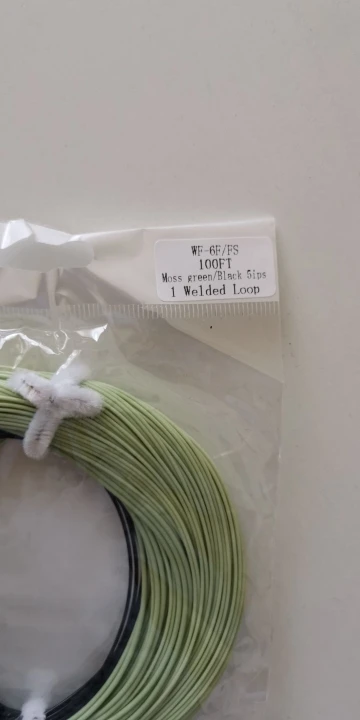 WF-6F/FS
100FT
Moss green/Black 5ips
1 Welded Loop